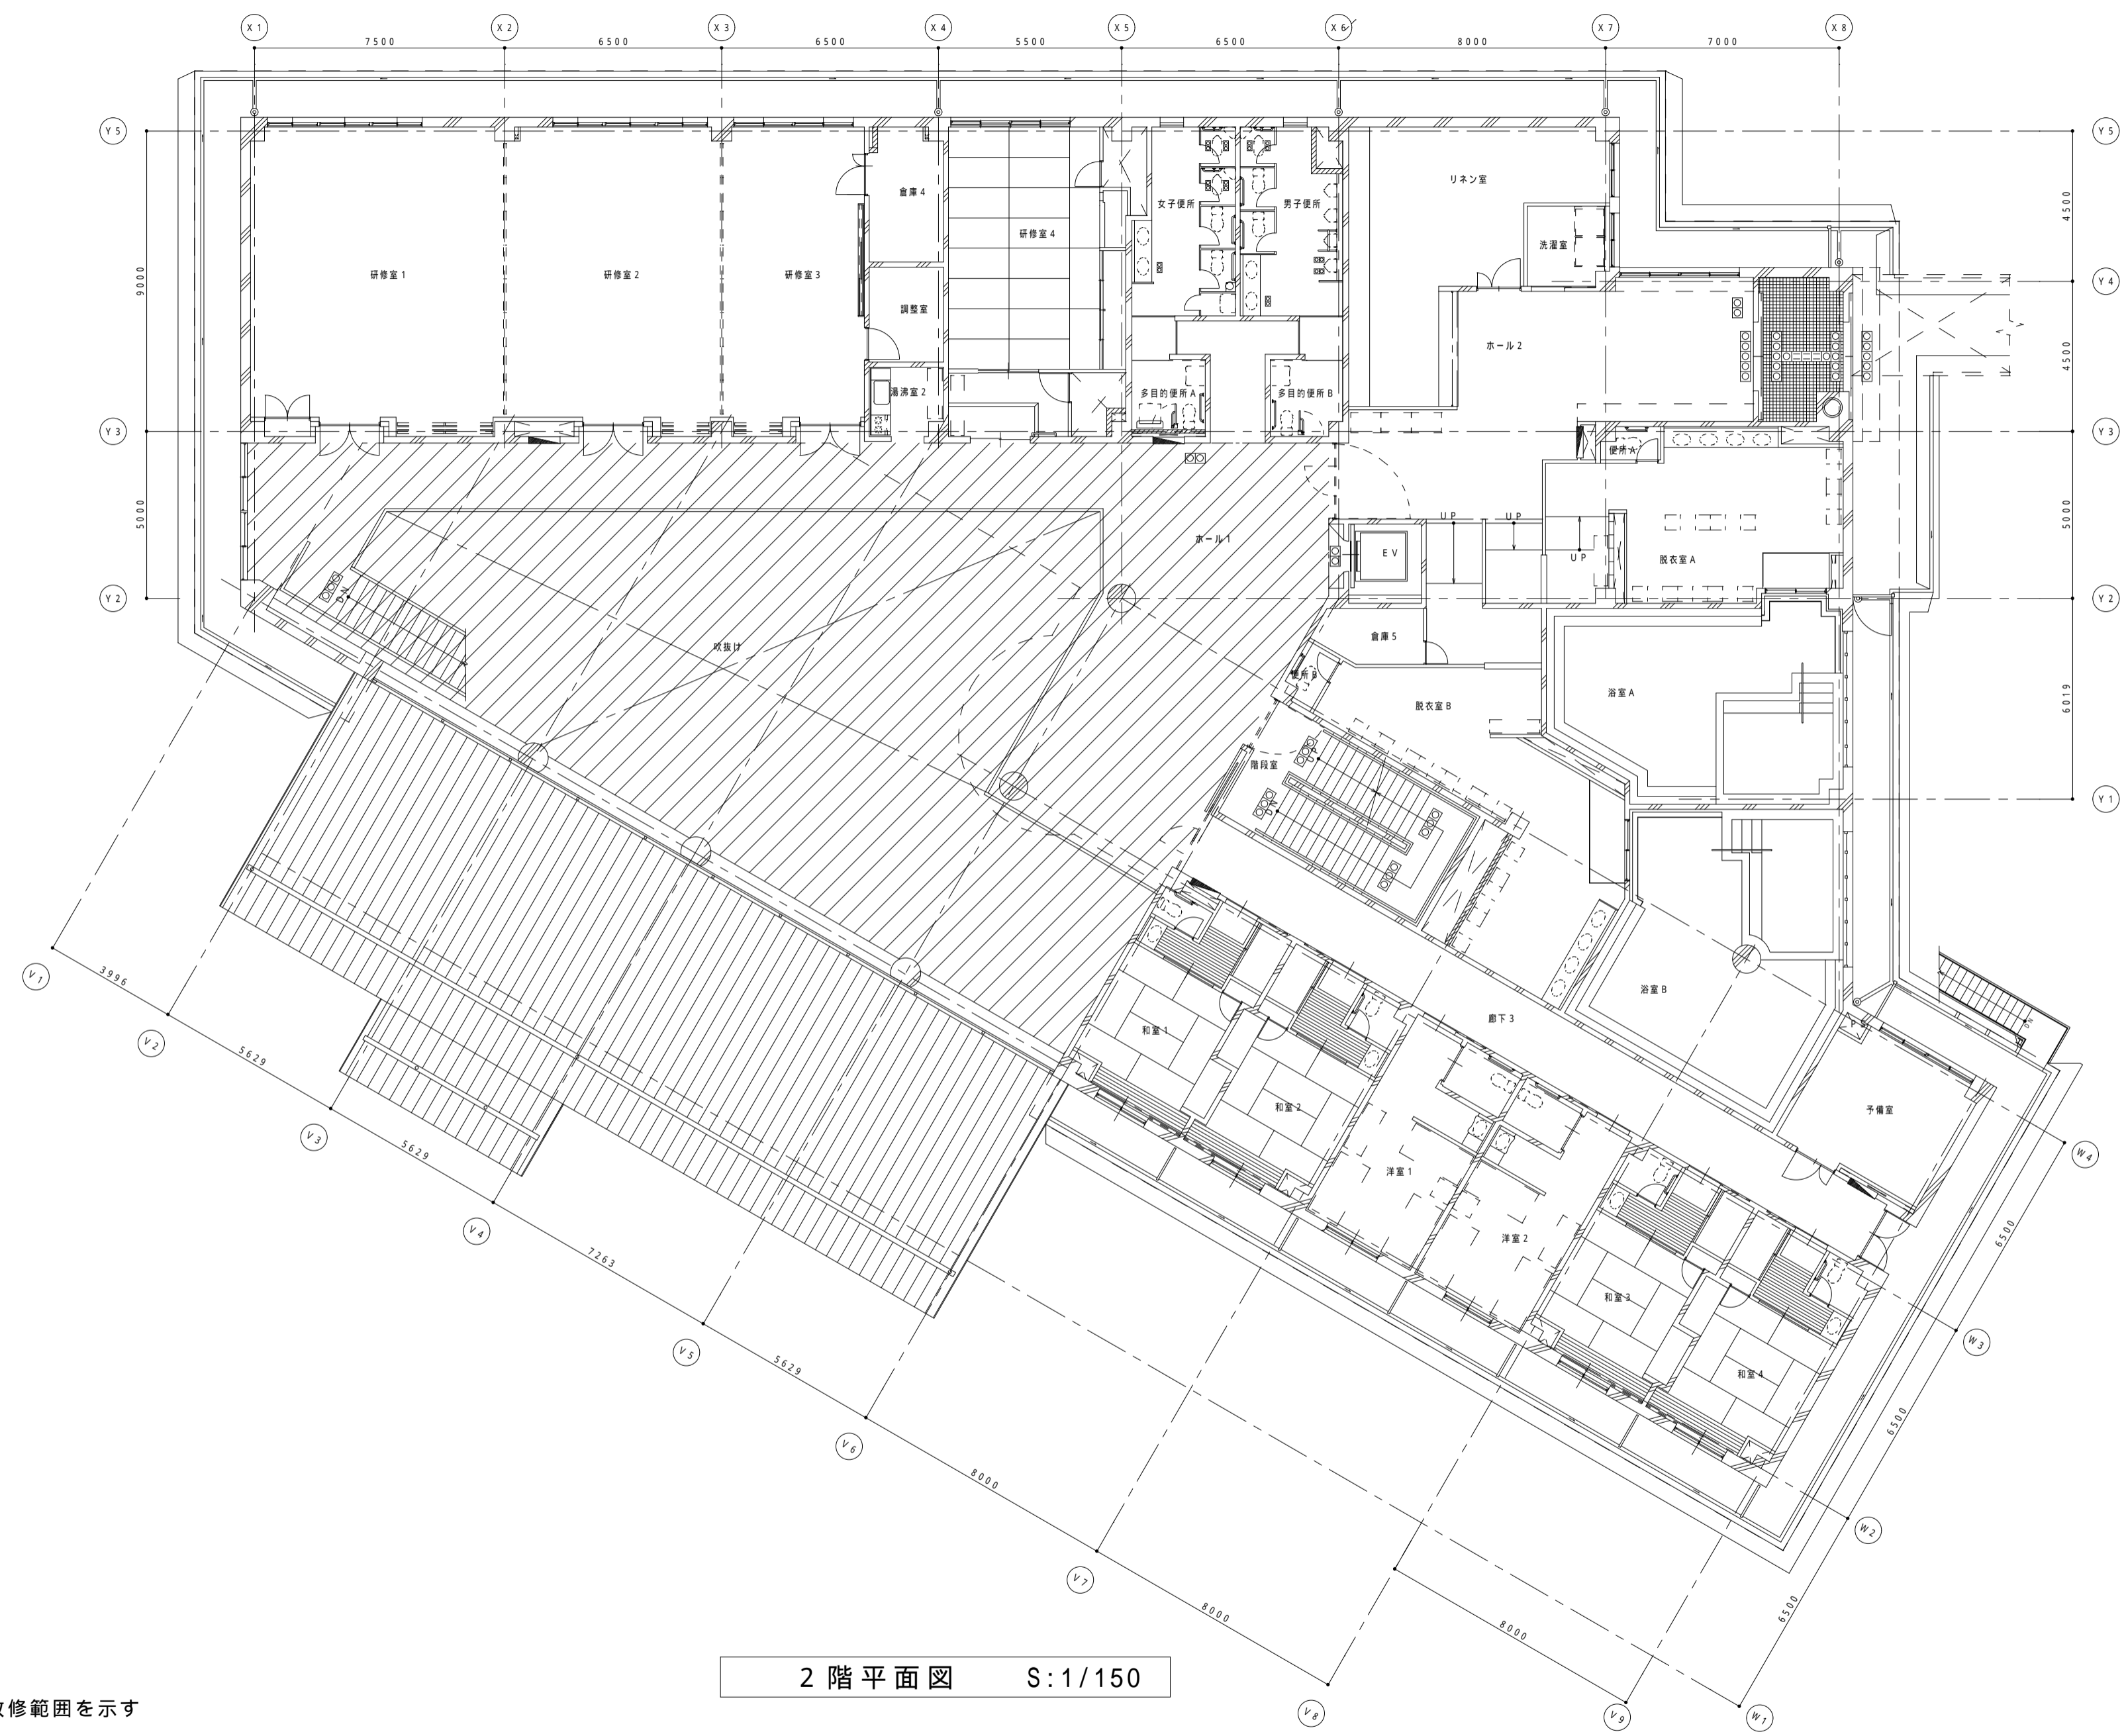 X1 X2 X3 X4 X5 X6 X7 X8
7500 6500 6500 5500 6500 8000 7000
Y5 Y5
リネン室
倉庫4
女子便所 男子便所
4500
研修室4
洗濯室
研修室1 研修室2 研修室3
9000
Y4
調整室
ホール2
4500
湯沸室2
多目的便所A 多目的便所B
Y3 Y3
便所A
5000
UP UP
5000
ホール1
EV
UP
脱衣室A
DN
Y2 Y2
倉庫5
吹抜け
便所B
浴室A
6019
脱衣室B
階段室
UP
Y1
DN
V1
3996
浴室B
廊下3
和室1
PS
DN
V2
5629
和室2
予備室
V3
5629
W4
洋室1
V4
洋室2
6500
7263
和室3
W3
V5
5629
和室4
6500
V6
8000
W2
V7
8000
8000
6500
V8
V9
W1
2階平面図 S:1/150
修範囲を示す